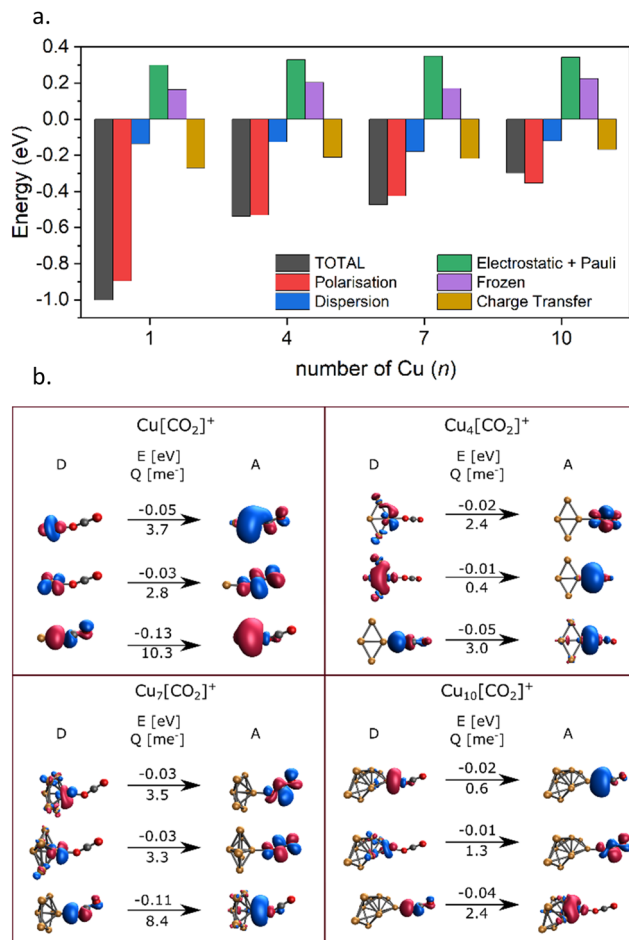 a.
0.4
0.2
0.0
-0.2
-0.4
-0.6
-0.8
-1.0
Energy (eV)
TOTAL
Polarisation
Dispersion
Electrostatic + Pauli
Frozen
Charge Transfer
1 4 7 10
number of Cu (n)
b.
Cu[CO₂]⁺
D E [eV] A
Q [me⁻]
-0.05
3.7
-0.03
2.8
-0.13
10.3
Cu₄[CO₂]⁺
D E [eV] A
Q [me⁻]
-0.02
2.4
-0.01
0.4
-0.05
3.0
Cu₇[CO₂]⁺
E [eV]
D Q [me⁻] A
-0.03
3.5
-0.03
3.3
-0.11
8.4
Cu₁₀[CO₂]⁺
E [eV]
D Q [me⁻] A
-0.02
0.6
-0.01
1.3
-0.04
2.4